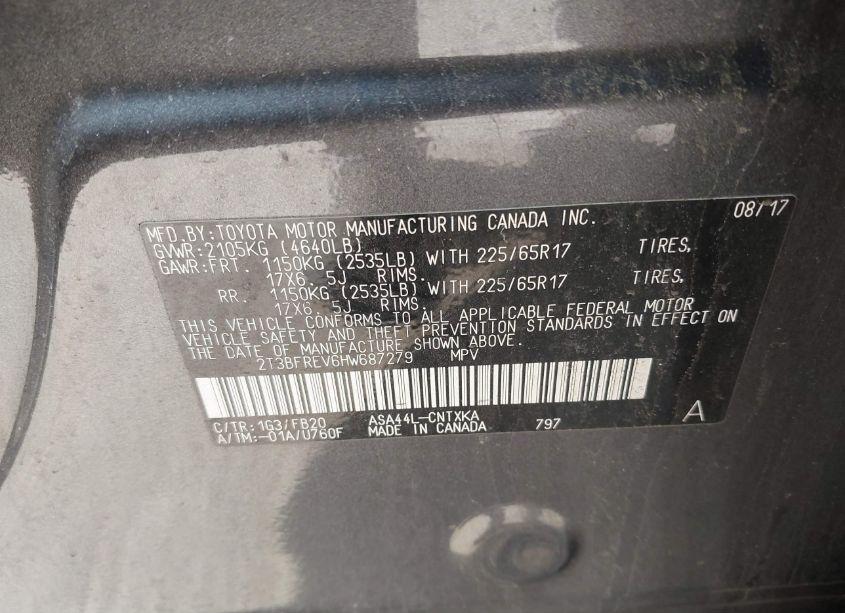 MFD.BY:TOYOTA MOTOR MANUFACTURING CANADA INC. 08/17
GVWR:2105KG (4640LB)
GAWR:FRT. 1150KG (2535LB) WITH 225/65R17 TIRES,
17X6. 5J RIMS.
RR. 1150KG (2535LB) WITH 225/65R17 TIRES,
17X6. 5J RIMS.
THIS VEHICLE CONFORMS TO ALL APPLICABLE FEDERAL MOTOR
VEHICLE SAFETY AND THEFT PREVENTION STANDARDS IN EFFECT ON
THE DATE OF MANUFACTURE SHOWN ABOVE.
2T3BFREV6HW687279 MPV
C/TR:1G3/FB20 ASA44L-CNTXKA A
A/TM:-01A/U760F MADE IN CANADA 797